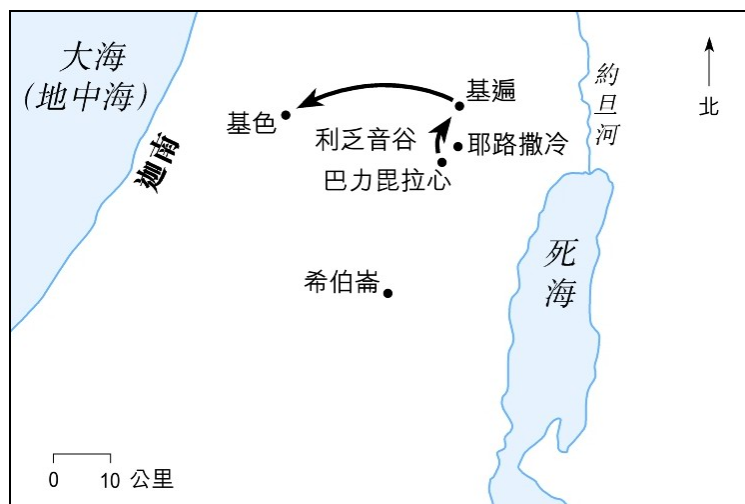 大海
（地中海）
迦南
基色
利乏音谷
巴力毘拉心
基遍
耶路撒冷
約旦河
北
希伯崙
死海
0 10 公里